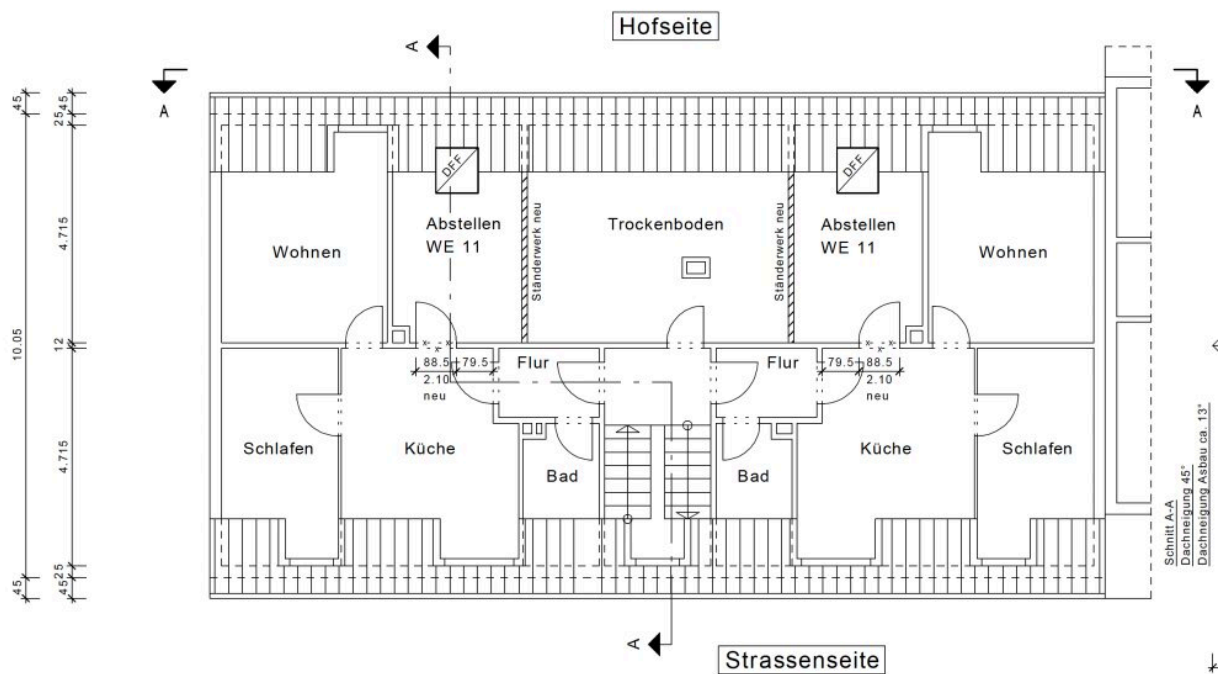 Hofseite
A
A
A
45
25
45
4.715
12
10.05
4.715
25
45
45
DFF
DFF
Wohnen
Abstellen
WE 11
Ständerwerk neu
Trockenboden
Ständerwerk neu
Abstellen
WE 11
Wohnen
88.5
79.5
2.10
neu
Flur
Flur
79.5
88.5
2.10
neu
Schlafen
Küche
Bad
Bad
Küche
Schlafen
Schnitt A-A
Dachneigung 45°
Dachneigung Asbau ca. 13°
A
Strassenseite